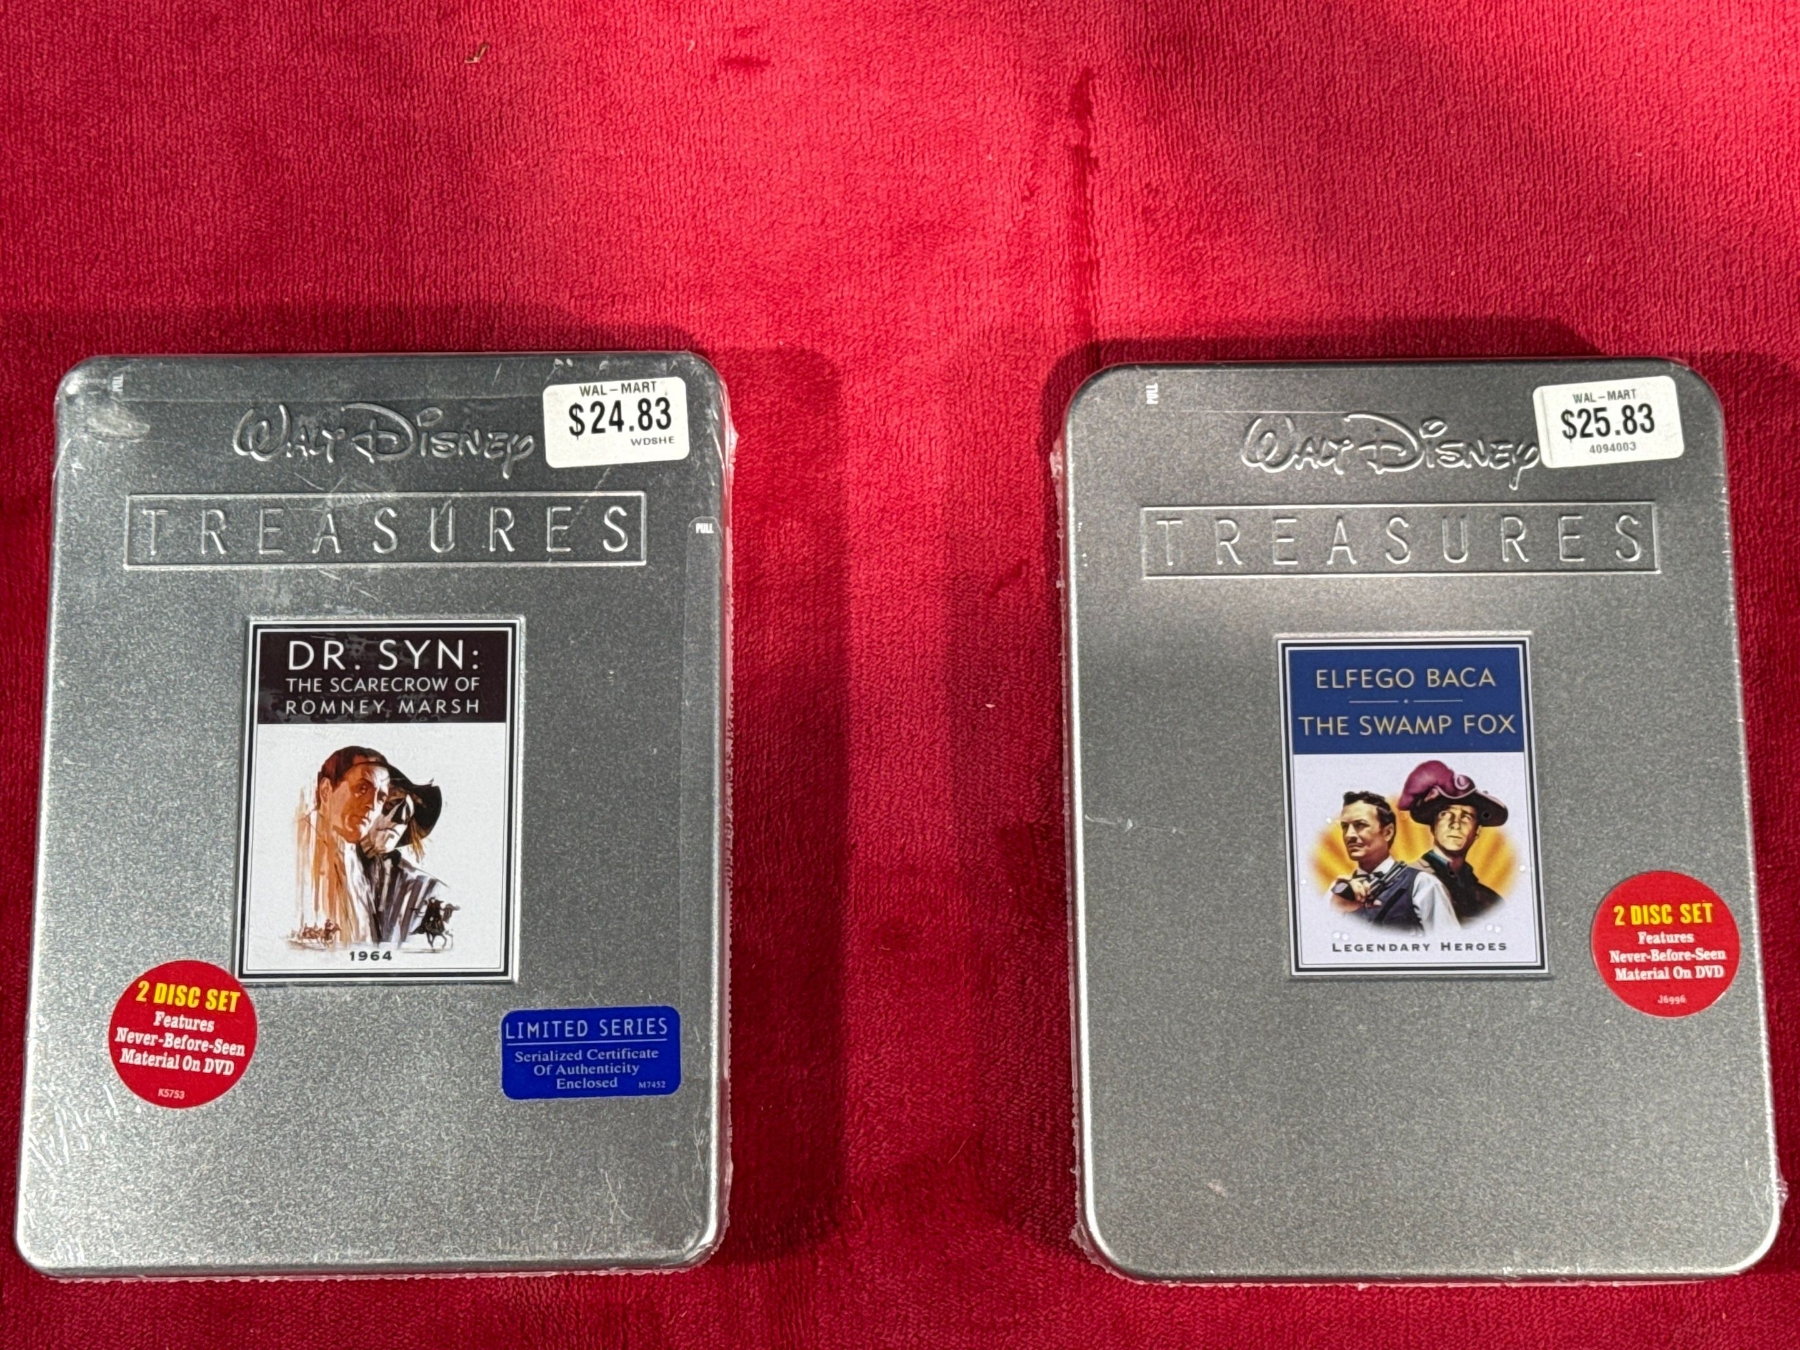 PULL
WALT DISNEY
TREASURES
WAL-MART
$24.83
WDSHE
PULL
DR. SYN:
THE SCARECROW OF
ROMNEY MARSH
1964
2 DISC SET
Features
Never-Before-Seen
Material On DVD
K5753
LIMITED SERIES
Serialized Certificate
Of Authenticity
Enclosed M7452
PULL
WALT DISNEY
TREASURES
WAL-MART
$25.83
4094003
ELFEGO BACA
THE SWAMP FOX
LEGENDARY HEROES
2 DISC SET
Features
Never-Before-Seen
Material On DVD
J6996